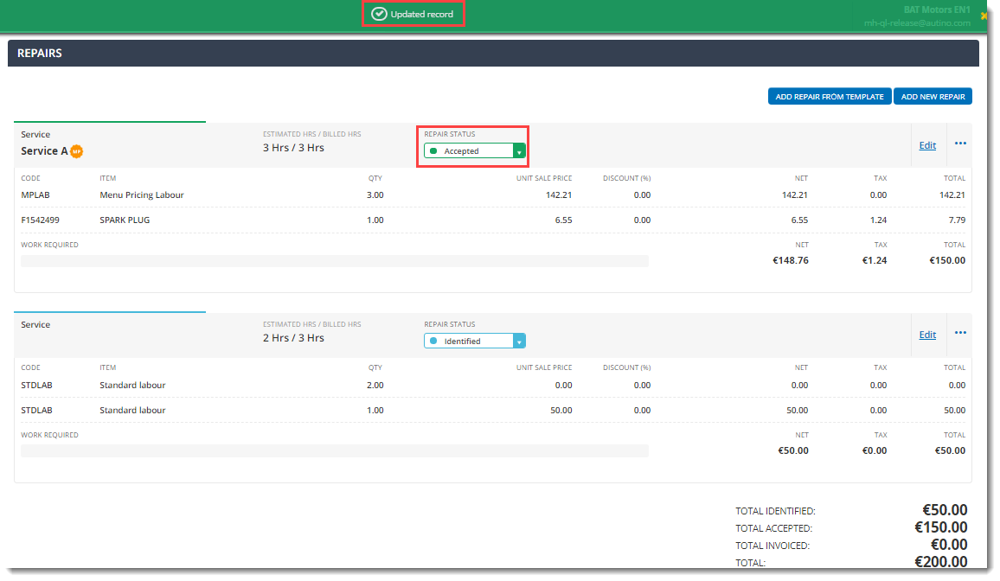 Updated record
BAT Motors EN1
mh-ql-release@autino.com
REPAIRS
ADD REPAIR FROM TEMPLATE ADD NEW REPAIR
Service ESTIMATED HRS / BILLED HRS REPAIR STATUS
Service A MP 3 Hrs / 3 Hrs Accepted Edit
CODE ITEM QTY UNIT SALE PRICE DISCOUNT (%) NET TAX TOTAL
MPLAB Menu Pricing Labour 3.00 142.21 0.00 142.21 0.00 142.21
F1542499 SPARK PLUG 1.00 6.55 0.00 6.55 1.24 7.79
WORK REQUIRED NET TAX TOTAL
€148.76 €1.24 €150.00
Service ESTIMATED HRS / BILLED HRS REPAIR STATUS
2 Hrs / 3 Hrs Identified Edit
CODE ITEM QTY UNIT SALE PRICE DISCOUNT (%) NET TAX TOTAL
STDLAB Standard labour 2.00 0.00 0.00 0.00 0.00 0.00
STDLAB Standard labour 1.00 50.00 0.00 50.00 0.00 50.00
WORK REQUIRED NET TAX TOTAL
€50.00 €0.00 €50.00
TOTAL IDENTIFIED: €50.00
TOTAL ACCEPTED: €150.00
TOTAL INVOICED: €0.00
TOTAL: €200.00